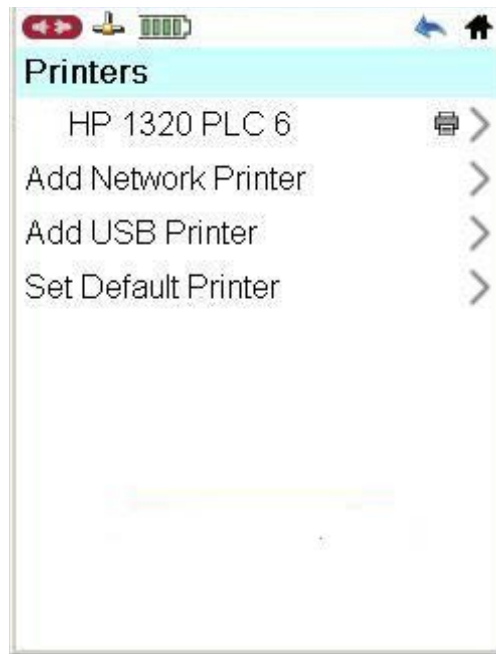 Printers
HP 1320 PLC 6
Add Network Printer
Add USB Printer
Set Default Printer